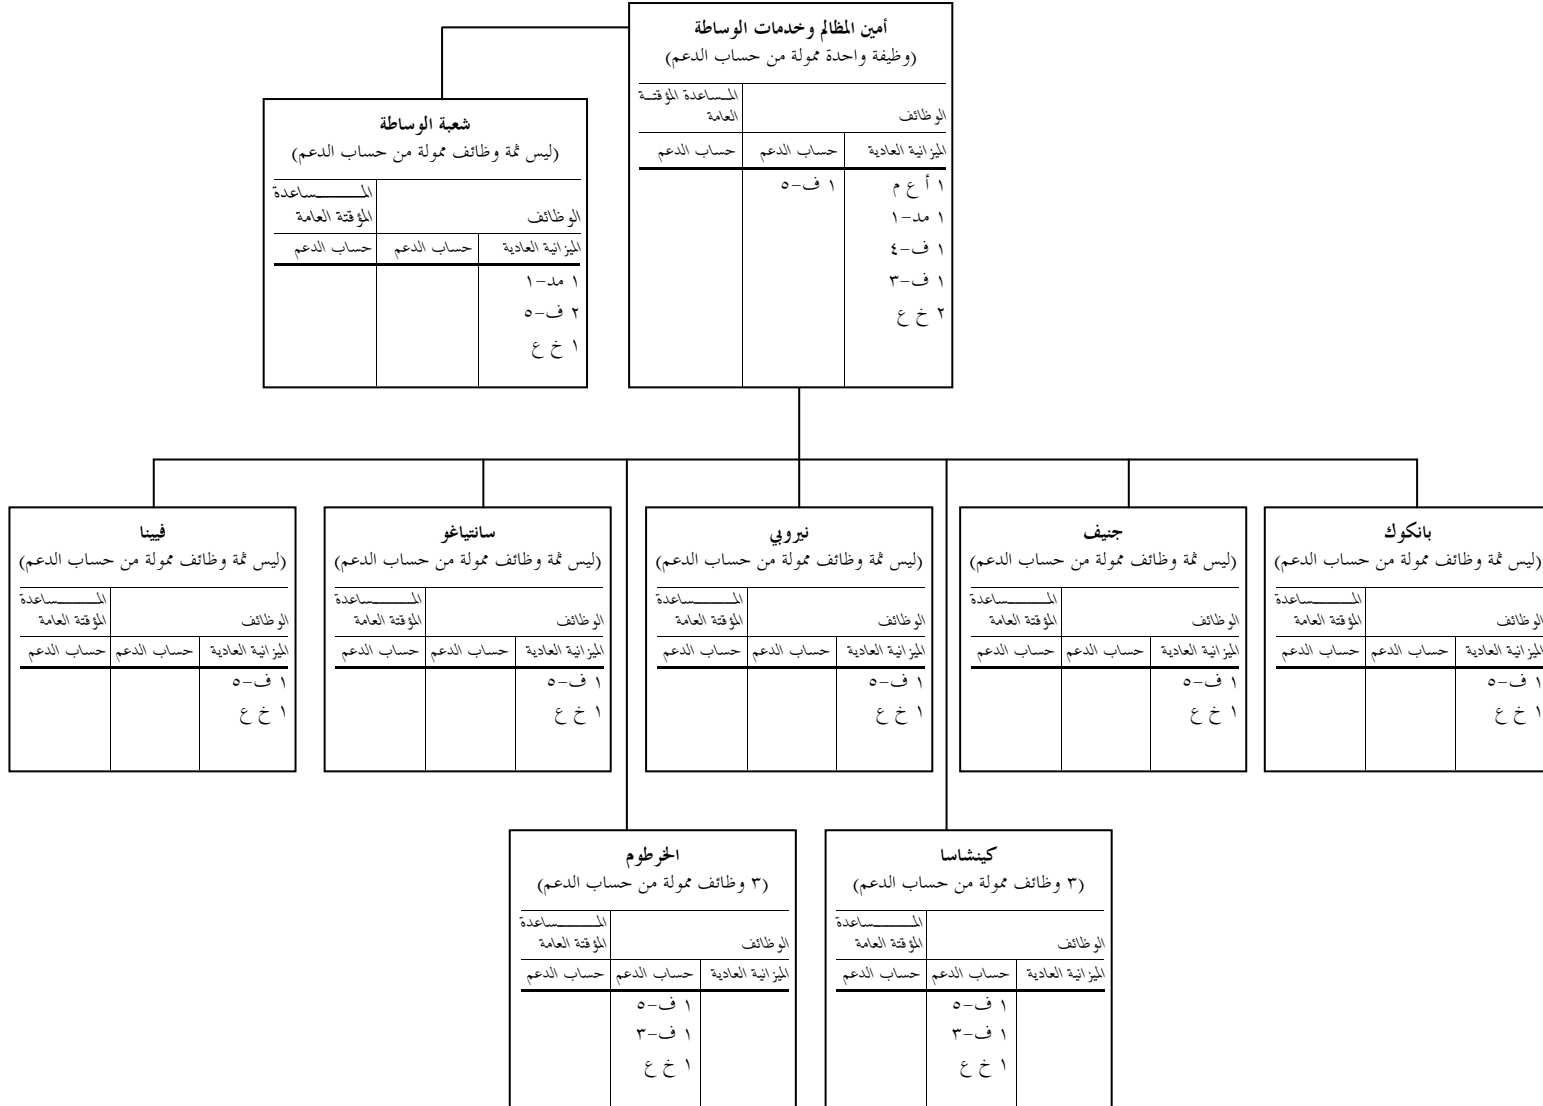 أمين المظالم وخدمات الوساطة
(وظيفة واحدة ممولة من حساب الدعم)
الوظائف
المساعدة المؤقتة
العامة
الميزانية العادية حساب الدعم حساب الدعم
١ أ ع م ١ ف-٥
١ مد-١
١ ف-٤
١ ف-٣
٢ خ ع
شعبة الوساطة
(ليس ثمة وظائف ممولة من حساب الدعم)
الوظائف
المساعدة
المؤقتة العامة
الميزانية العادية حساب الدعم حساب الدعم
١ مد-١
٢ ف-٥
١ خ ع
بانكوك
(ليس ثمة وظائف ممولة من حساب الدعم)
الوظائف
المساعدة
المؤقتة العامة
الميزانية العادية حساب الدعم حساب الدعم
١ ف-٥
١ خ ع
جنيف
(ليس ثمة وظائف ممولة من حساب الدعم)
الوظائف
المساعدة
المؤقتة العامة
الميزانية العادية حساب الدعم حساب الدعم
١ ف-٥
١ خ ع
نيروبي
(ليس ثمة وظائف ممولة من حساب الدعم)
الوظائف
المساعدة
المؤقتة العامة
الميزانية العادية حساب الدعم حساب الدعم
١ ف-٥
١ خ ع
سانتياغو
(ليس ثمة وظائف ممولة من حساب الدعم)
الوظائف
المساعدة
المؤقتة العامة
الميزانية العادية حساب الدعم حساب الدعم
١ ف-٥
١ خ ع
فيينا
(ليس ثمة وظائف ممولة من حساب الدعم)
الوظائف
المساعدة
المؤقتة العامة
الميزانية العادية حساب الدعم حساب الدعم
١ ف-٥
١ خ ع
كينشاسا
(٣ وظائف ممولة من حساب الدعم)
الوظائف
المساعدة
المؤقتة العامة
الميزانية العادية حساب الدعم حساب الدعم
١ ف-٥
١ ف-٣
١ خ ع
الخرطوم
(٣ وظائف ممولة من حساب الدعم)
الوظائف
المساعدة
المؤقتة العامة
الميزانية العادية حساب الدعم حساب الدعم
١ ف-٥
١ ف-٣
١ خ ع